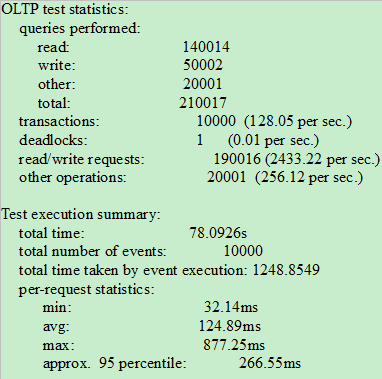 OLTP test statistics:
queries performed:
read: 140014
write: 50002
other: 20001
total: 210017
transactions: 10000 (128.05 per sec.)
deadlocks: 1 (0.01 per sec.)
read/write requests: 190016 (2433.22 per sec.)
other operations: 20001 (256.12 per sec.)
Test execution summary:
total time: 78.0926s
total number of events: 10000
total time taken by event execution: 1248.8549
per-request statistics:
min: 32.14ms
avg: 124.89ms
max: 877.25ms
approx. 95 percentile: 266.55ms